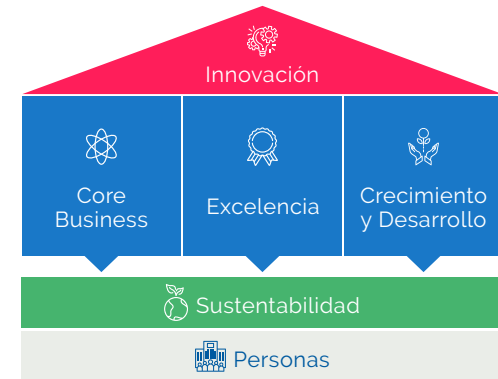 Innovación
Core
Business
Excelencia
Crecimiento
y Desarrollo
Sustentabilidad
Personas